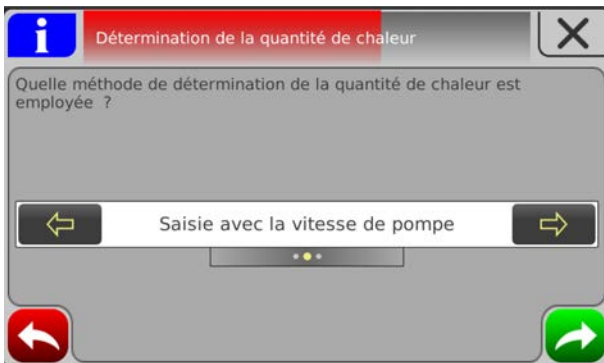 i
Détermination de la quantité de chaleur
Quelle méthode de détermination de la quantité de chaleur est
employée ?
Saisie avec la vitesse de pompe